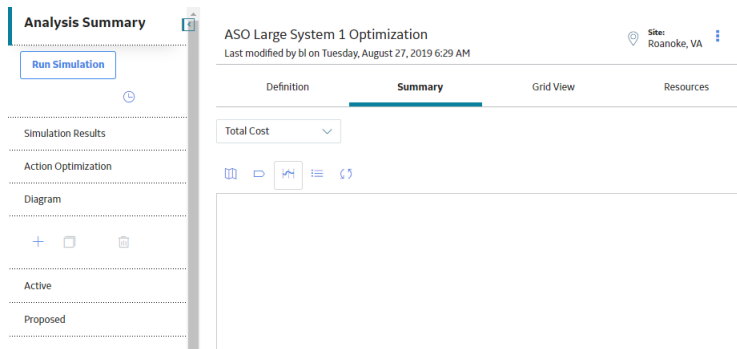 Analysis Summary
Run Simulation
Simulation Results
Action Optimization
Diagram
Active
Proposed
ASO Large System 1 Optimization
Last modified by bl on Tuesday, August 27, 2019 6:29 AM
Site:
Roanoke, VA
Definition
Summary
Grid View
Resources
Total Cost